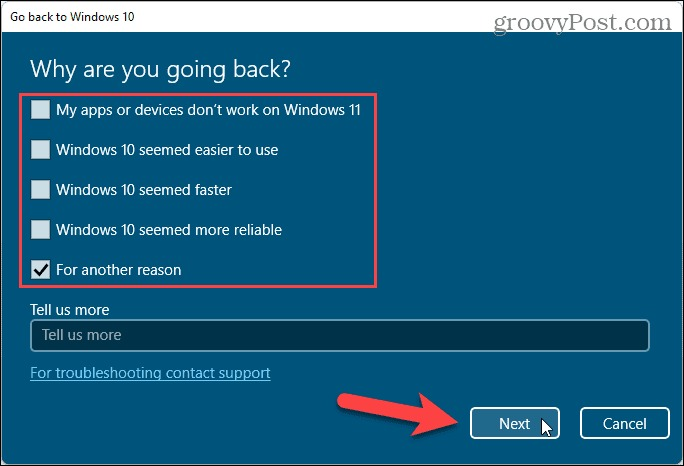 Go back to Windows 10
groovyPost.com
Why are you going back?
My apps or devices don't work on Windows 11
Windows 10 seemed easier to use
Windows 10 seemed faster
Windows 10 seemed more reliable
For another reason
Tell us more
Tell us more
For troubleshooting contact support
Next Cancel